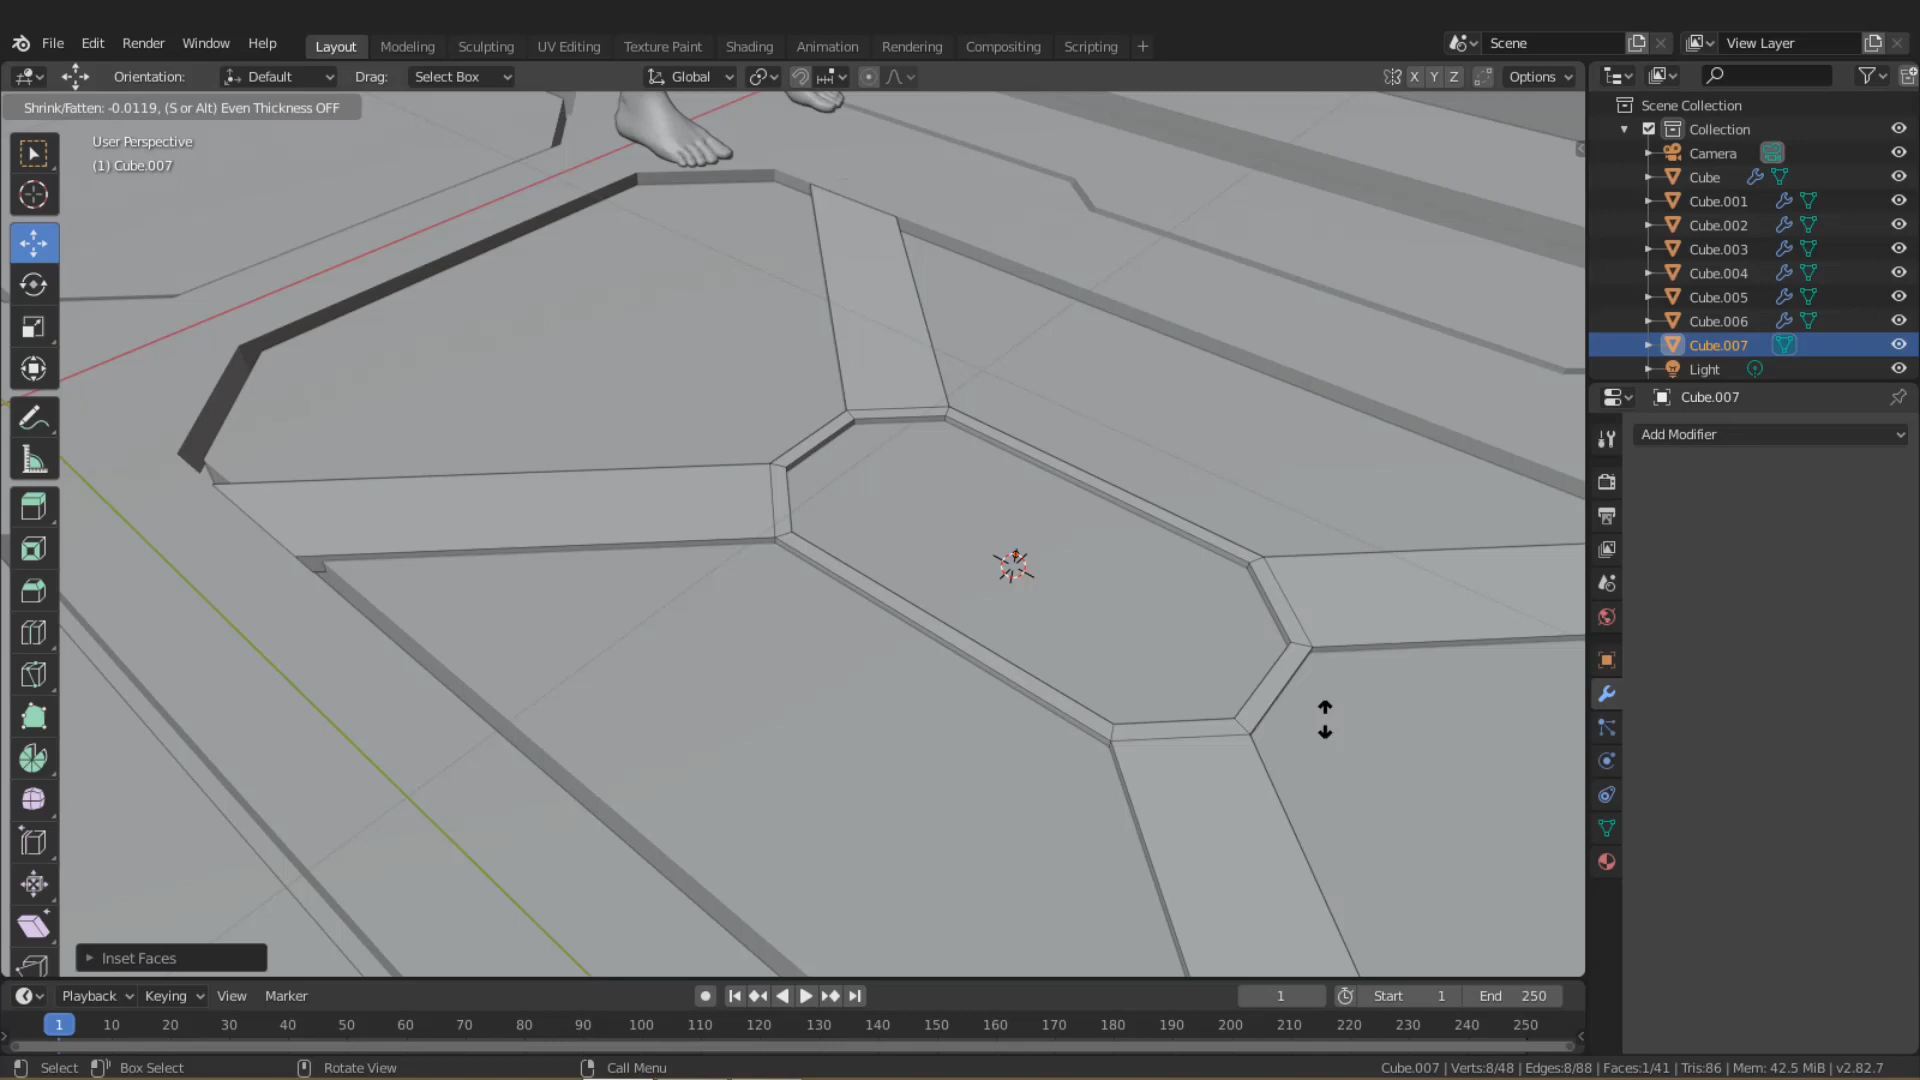 File Edit Render Window Help Layout Modeling Sculpting UV Editing Texture Paint Shading Animation Rendering Compositing Scripting + Scene View Layer
Orientation: Default Drag: Select Box Global X Y Z Options
Shrink/Fatten: -0.0119, (S or Alt) Even Thickness OFF
User Perspective
(1) Cube.007
Scene Collection
Collection
Camera
Cube
Cube.001
Cube.002
Cube.003
Cube.004
Cube.005
Cube.006
Cube.007
Light
Cube.007
Add Modifier
Inset Faces
Playback Keying View Marker 1 Start 1 End 250
1 10 20 30 40 50 60 70 80 90 100 110 120 130 140 150 160 170 180 190 200 210 220 230 240 250
Select Box Select Rotate View Call Menu Cube.007 | Verts:8/48 | Edges:8/88 | Faces:1/41 | Tris:86 | Mem: 42.5 MiB | v2.82.7